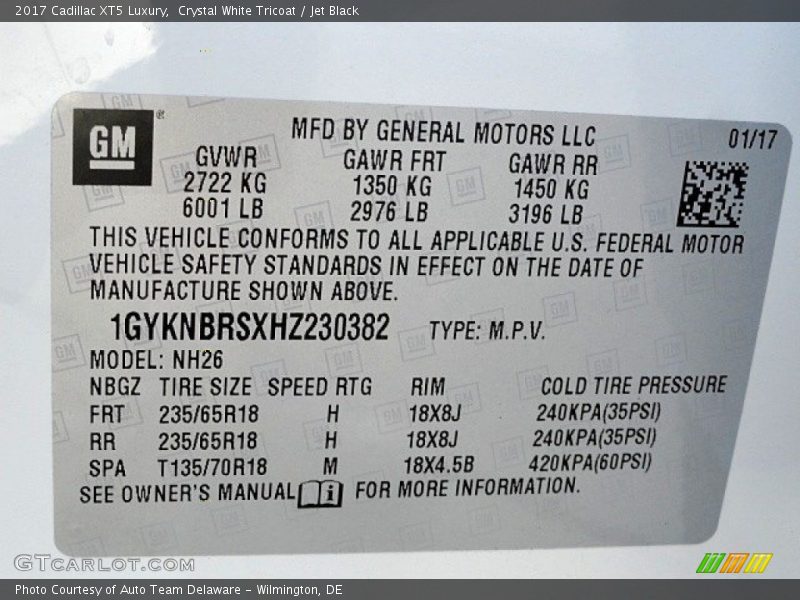 2017 Cadillac XT5 Luxury, Crystal White Tricoat / Jet Black
GM ®
MFD BY GENERAL MOTORS LLC 01/17
GVWR GAWR FRT GAWR RR
2722 KG 1350 KG 1450 KG
6001 LB 2976 LB 3196 LB
THIS VEHICLE CONFORMS TO ALL APPLICABLE U.S. FEDERAL MOTOR
VEHICLE SAFETY STANDARDS IN EFFECT ON THE DATE OF
MANUFACTURE SHOWN ABOVE.
1GYKNBRSXHZ230382 TYPE: M.P.V.
MODEL: NH26
NBGZ TIRE SIZE SPEED RTG RIM COLD TIRE PRESSURE
FRT 235/65R18 H 18X8J 240KPA(35PSI)
RR 235/65R18 H 18X8J 240KPA(35PSI)
SPA T135/70R18 M 18X4.5B 420KPA(60PSI)
SEE OWNER'S MANUAL i FOR MORE INFORMATION.
GTCARLOT.COM
Photo Courtesy of Auto Team Delaware - Wilmington, DE